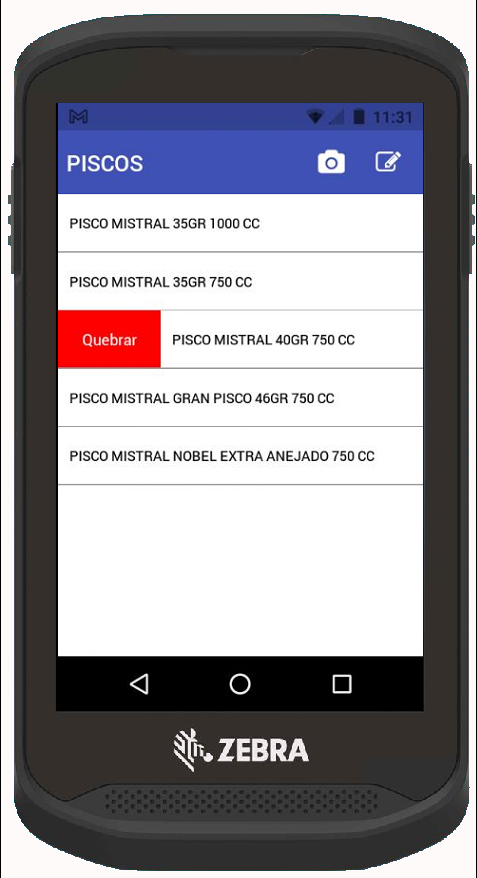 11:31
PISCOS
PISCO MISTRAL 35GR 1000 CC
PISCO MISTRAL 35GR 750 CC
Quebrar PISCO MISTRAL 40GR 750 CC
PISCO MISTRAL GRAN PISCO 46GR 750 CC
PISCO MISTRAL NOBEL EXTRA ANEJADO 750 CC
ZEBRA